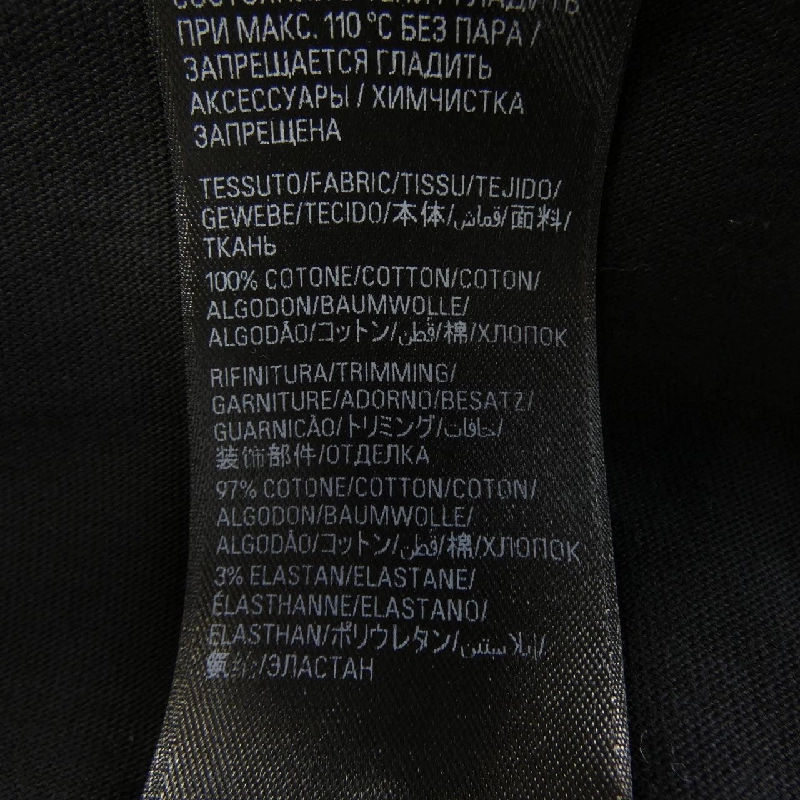 ПРИ МАКС. 110 °C БЕЗ ПАРА /
ЗАПРЕЩАЕТСЯ ГЛАДИТЬ
АКСЕССУАРЫ / ХИМЧИСТКА
ЗАПРЕЩЕНА
TESSUTO/FABRIC/TISSU/TEJIDO/
GEWEBE/TECIDO/本体/قماش/面料/
ТКАНЬ
100% COTONE/COTTON/COTON/
ALGODON/BAUMWOLLE/
ALGODÃO/コットン/قطن/棉/ХЛОПОК
RIFINITURA/TRIMMING/
GARNITURE/ADORNO/BESATZ/
GUARNICÃO/トリミング/حافات/
装饰部件/ОТДЕЛКА
97% COTONE/COTTON/COTON/
ALGODON/BAUMWOLLE/
ALGODÃO/コットン/قطن/棉/ХЛОПОК
3% ELASTAN/ELASTANE/
ÉLASTHANNE/ELASTANO/
ELASTHAN/ポリウレタン/إيلاستين/
氨纶/ЭЛАСТАН